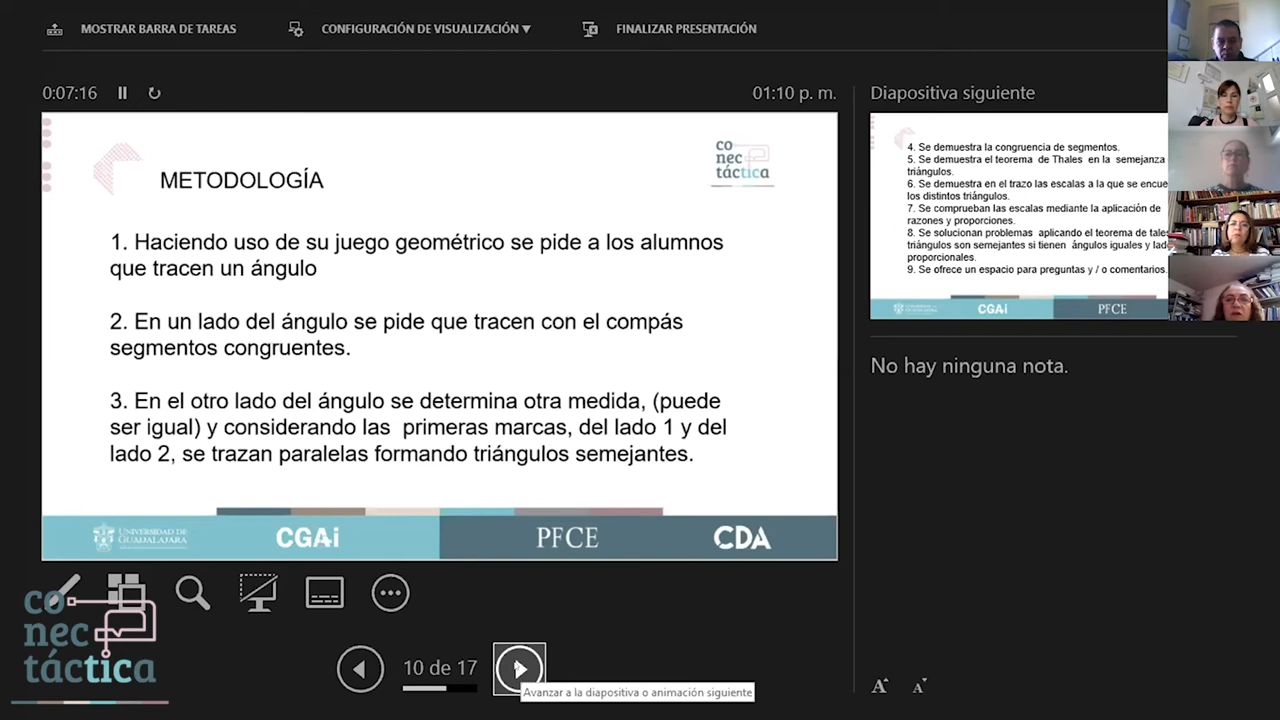 MOSTRAR BARRA DE TAREAS
CONFIGURACIÓN DE VISUALIZACIÓN ▼
FINALIZAR PRESENTACIÓN
0:07:16
01:10 p. m.
Diapositiva siguiente
co
nec
táctica
METODOLOGÍA
1. Haciendo uso de su juego geométrico se pide a los alumnos
que tracen un ángulo
2. En un lado del ángulo se pide que tracen con el compás
segmentos congruentes.
3. En el otro lado del ángulo se determina otra medida, (puede
ser igual) y considerando las  primeras marcas, del lado 1 y del
lado 2, se trazan paralelas formando triángulos semejantes.
UNIVERSIDAD DE
GUADALAJARA
CGAi
PFCE
CDA
4. Se demuestra la congruencia de segmentos.
5. Se demuestra el teorema  de Thales  en la  semejanza
triángulos.
6. Se demuestra en el trazo las escalas a la que se encue
los distintos triángulos.
7. Se comprueban las escalas mediante la aplicación de
razones y proporciones.
8. Se solucionan problemas  aplicando el teorema de tales
triángulos son semejantes si tienen  ángulos iguales y lado
proporcionales.
9. Se ofrece un espacio para preguntas y / o comentarios.
CGAi
PFCE
No hay ninguna nota.
co
nec
táctica
10 de 17
Avanzar a la diapositiva o animación siguiente
A
A